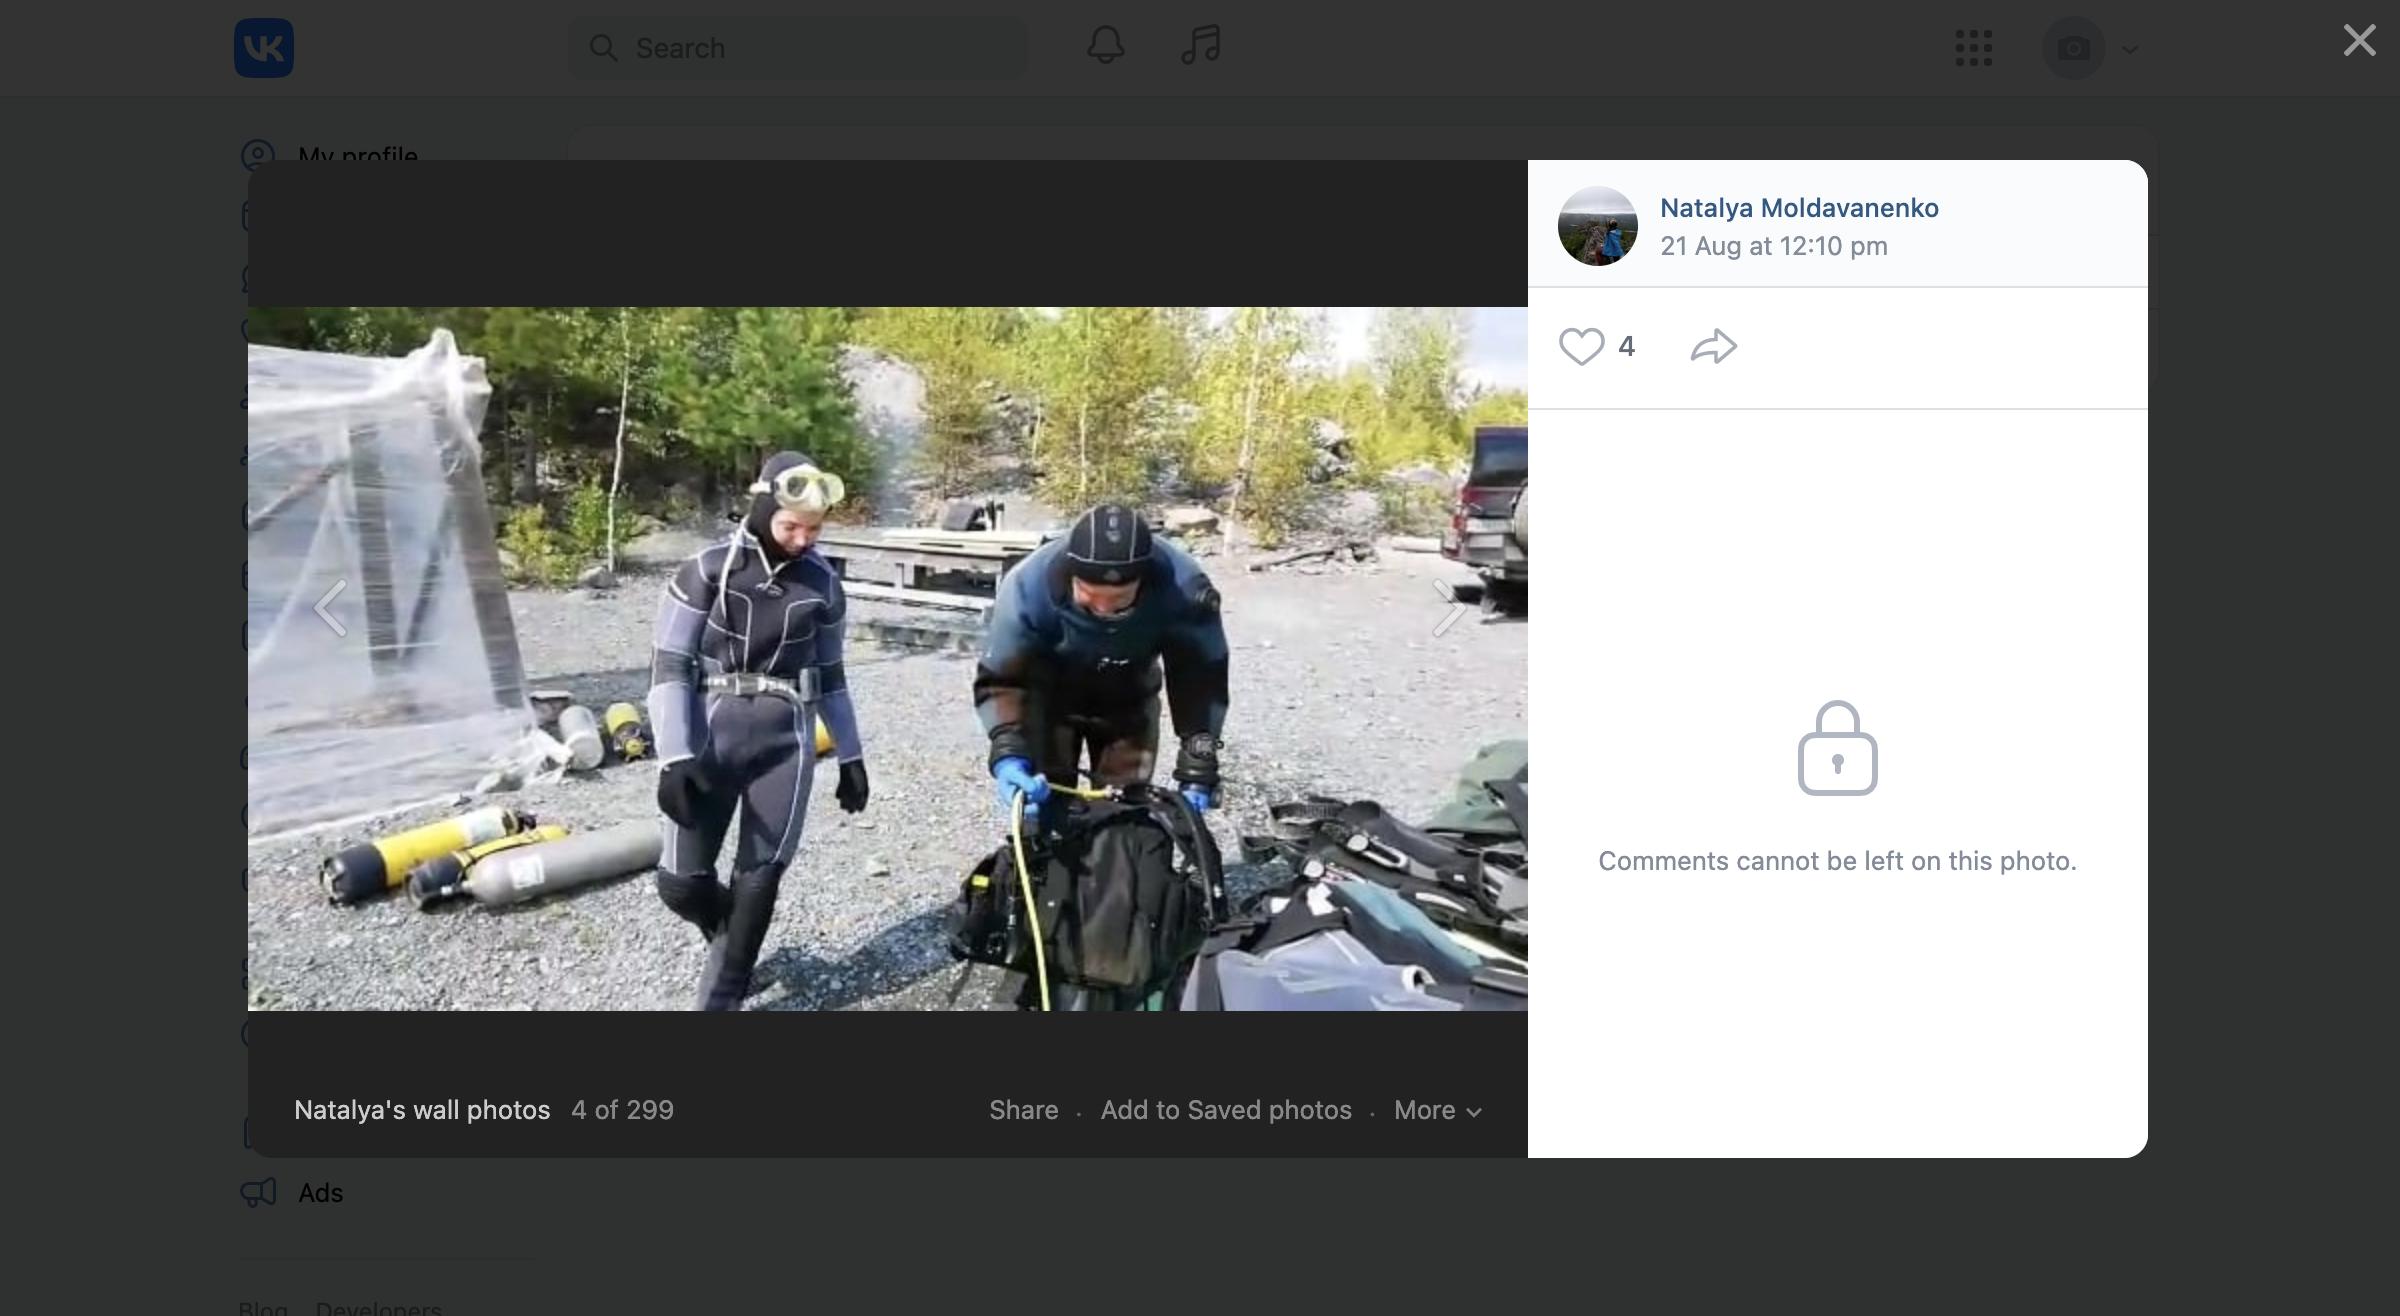 VK
Search
My profile
Natalya Moldavanenko
21 Aug at 12:10 pm
4
Comments cannot be left on this photo.
Natalya's wall photos 4 of 299
Share · Add to Saved photos · More
Ads
Blog Developers